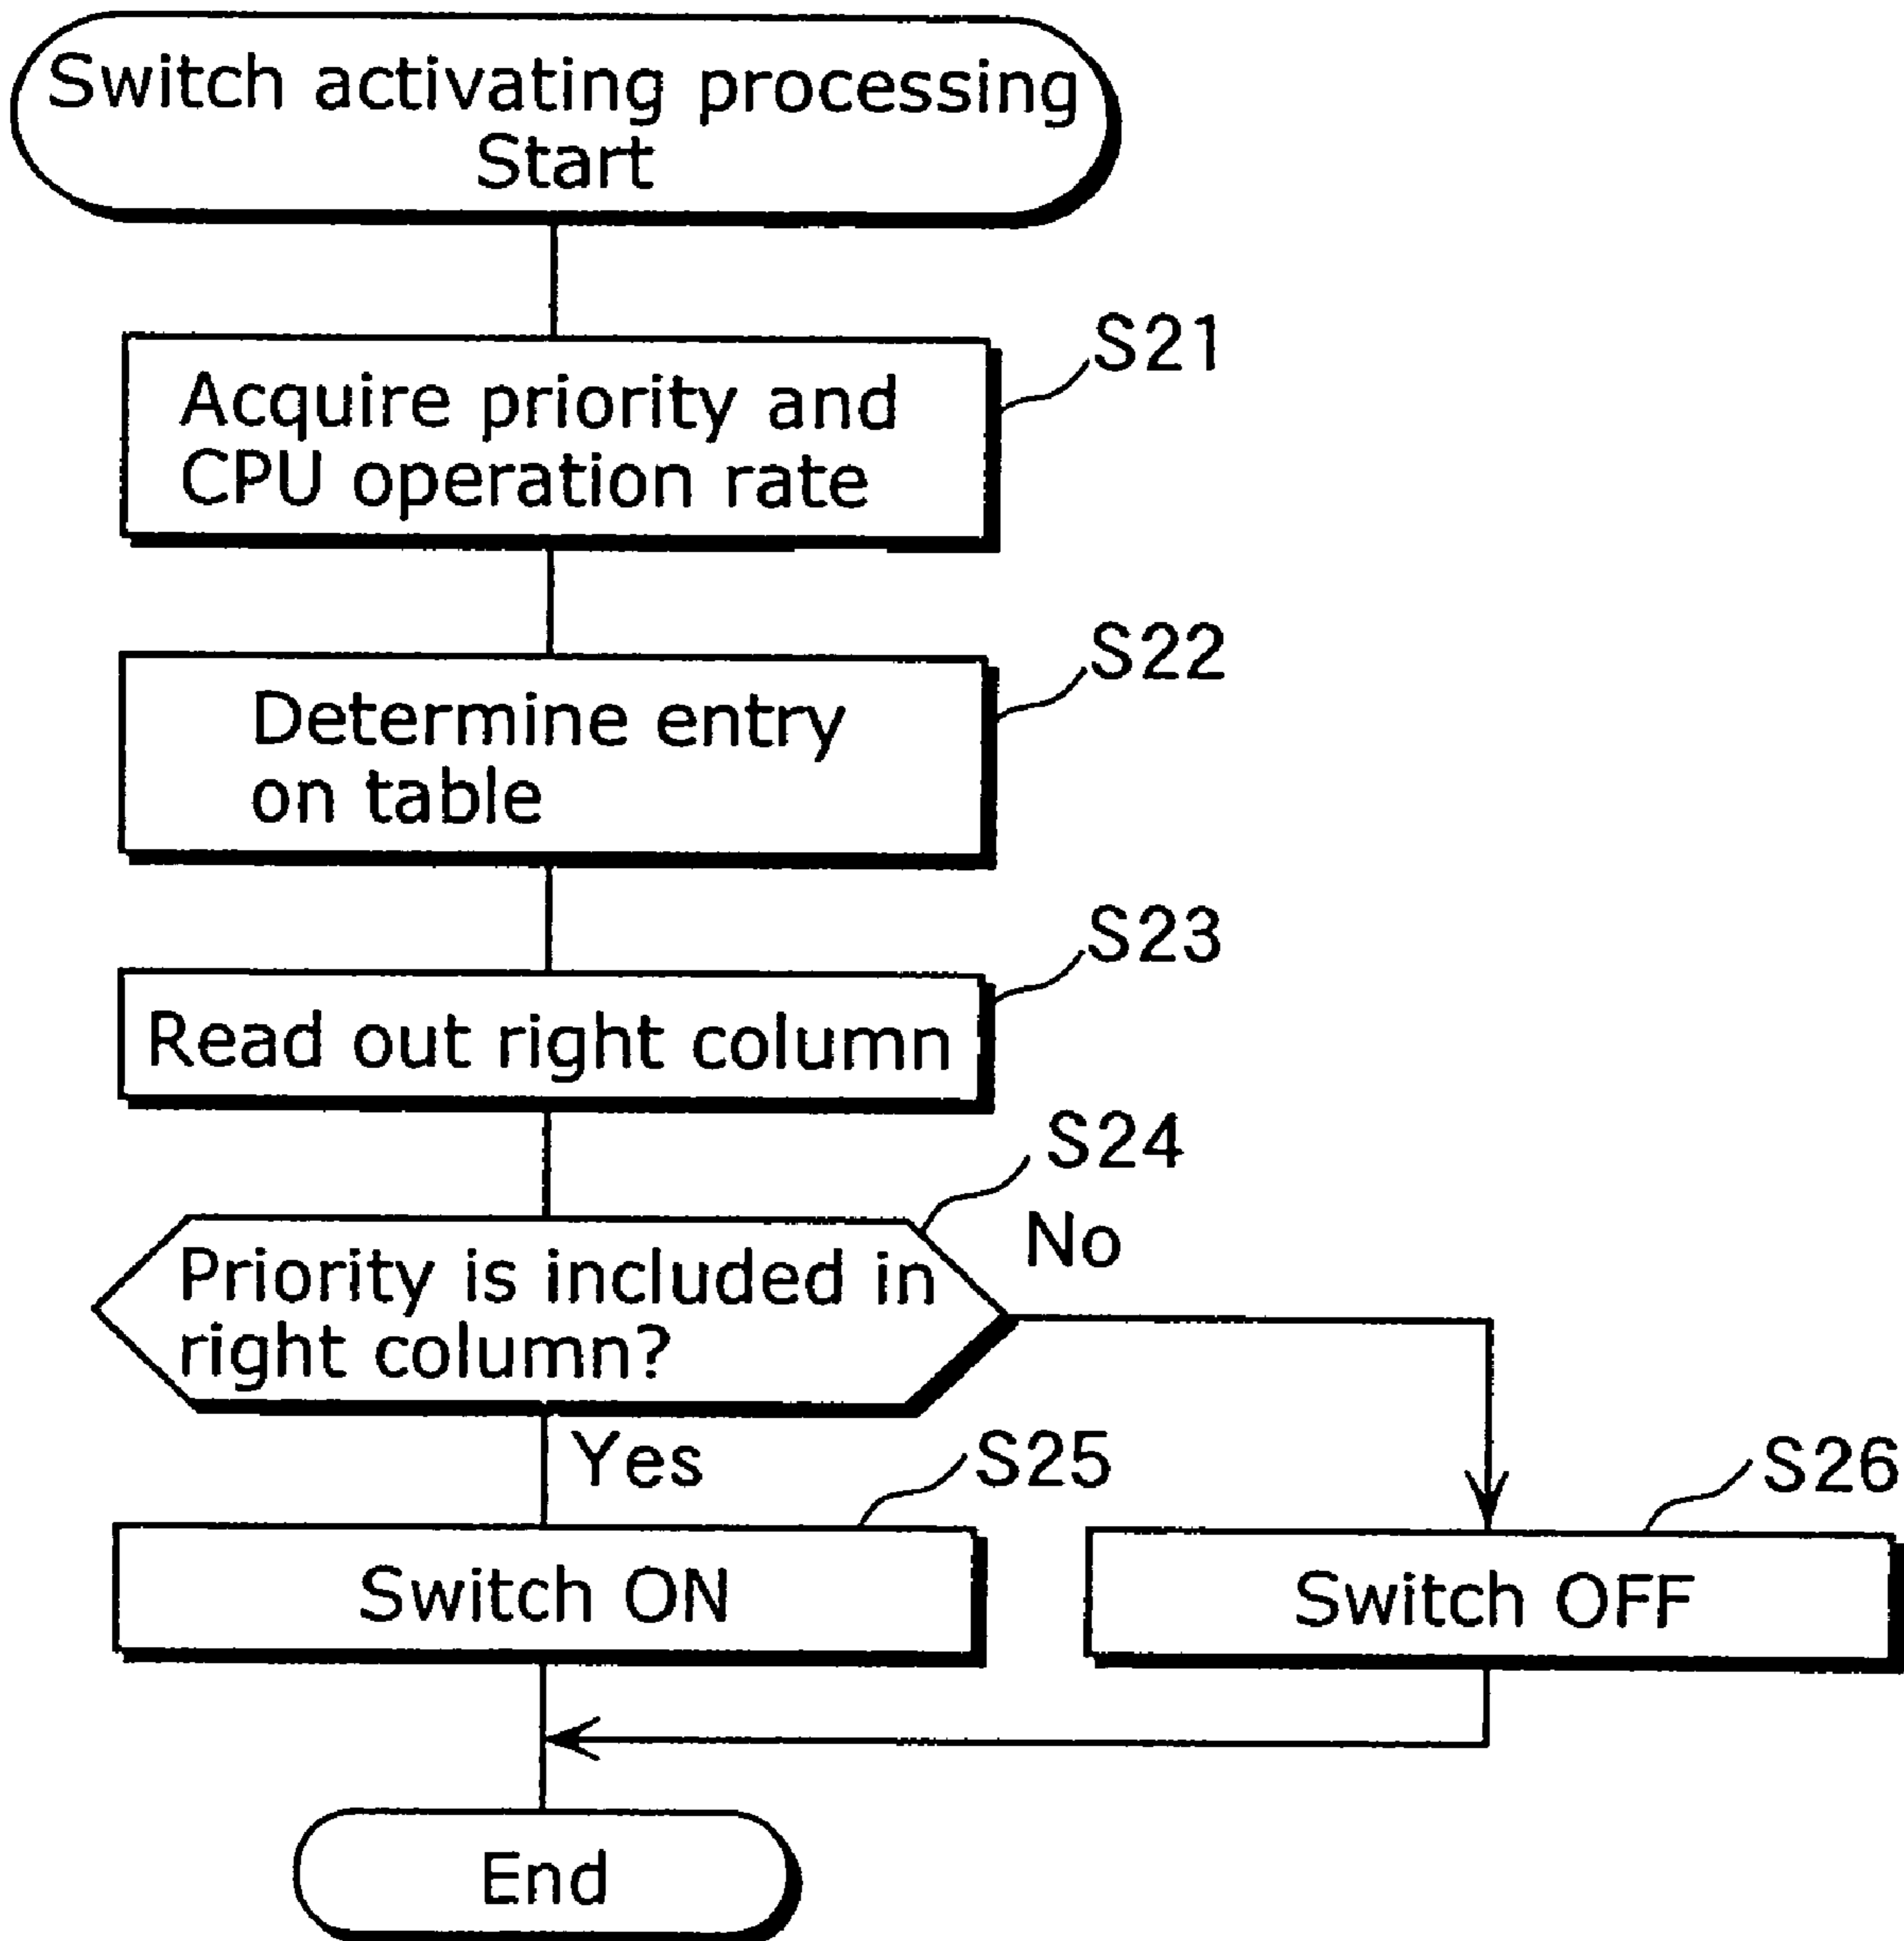 Switch activating processing
Start
S21
Acquire priority and
CPU operation rate
S22
Determine entry
on table
S23
Read out right column
S24
No
Priority is included in
right column?
Yes
S25
S26
Switch ON
Switch OFF
End